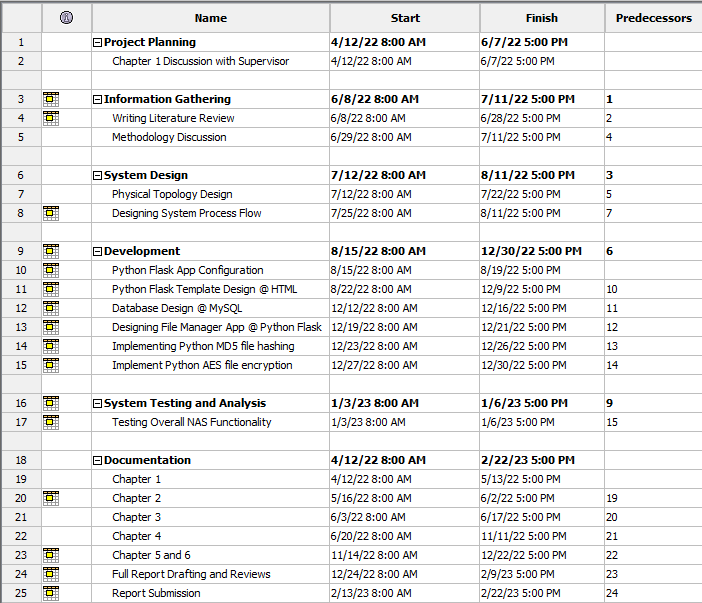 Name Start Finish Predecessors
1 Project Planning 4/12/22 8:00 AM 6/7/22 5:00 PM
2 Chapter 1 Discussion with Supervisor 4/12/22 8:00 AM 6/7/22 5:00 PM
3 Information Gathering 6/8/22 8:00 AM 7/11/22 5:00 PM 1
4 Writing Literature Review 6/8/22 8:00 AM 6/28/22 5:00 PM 2
5 Methodology Discussion 6/29/22 8:00 AM 7/11/22 5:00 PM 4
6 System Design 7/12/22 8:00 AM 8/11/22 5:00 PM 3
7 Physical Topology Design 7/12/22 8:00 AM 7/22/22 5:00 PM 5
8 Designing System Process Flow 7/25/22 8:00 AM 8/11/22 5:00 PM 7
9 Development 8/15/22 8:00 AM 12/30/22 5:00 PM 6
10 Python Flask App Configuration 8/15/22 8:00 AM 8/19/22 5:00 PM
11 Python Flask Template Design @ HTML 8/22/22 8:00 AM 12/9/22 5:00 PM 10
12 Database Design @ MySQL 12/12/22 8:00 AM 12/16/22 5:00 PM 11
13 Designing File Manager App @ Python Flask 12/19/22 8:00 AM 12/21/22 5:00 PM 12
14 Implementing Python MD5 file hashing 12/23/22 8:00 AM 12/26/22 5:00 PM 13
15 Implement Python AES file encryption 12/27/22 8:00 AM 12/30/22 5:00 PM 14
16 System Testing and Analysis 1/3/23 8:00 AM 1/6/23 5:00 PM 9
17 Testing Overall NAS Functionality 1/3/23 8:00 AM 1/6/23 5:00 PM 15
18 Documentation 4/12/22 8:00 AM 2/22/23 5:00 PM
19 Chapter 1 4/12/22 8:00 AM 5/13/22 5:00 PM
20 Chapter 2 5/16/22 8:00 AM 6/2/22 5:00 PM 19
21 Chapter 3 6/3/22 8:00 AM 6/17/22 5:00 PM 20
22 Chapter 4 6/20/22 8:00 AM 11/11/22 5:00 PM 21
23 Chapter 5 and 6 11/14/22 8:00 AM 12/22/22 5:00 PM 22
24 Full Report Drafting and Reviews 12/24/22 8:00 AM 2/9/23 5:00 PM 23
25 Report Submission 2/13/23 8:00 AM 2/22/23 5:00 PM 24